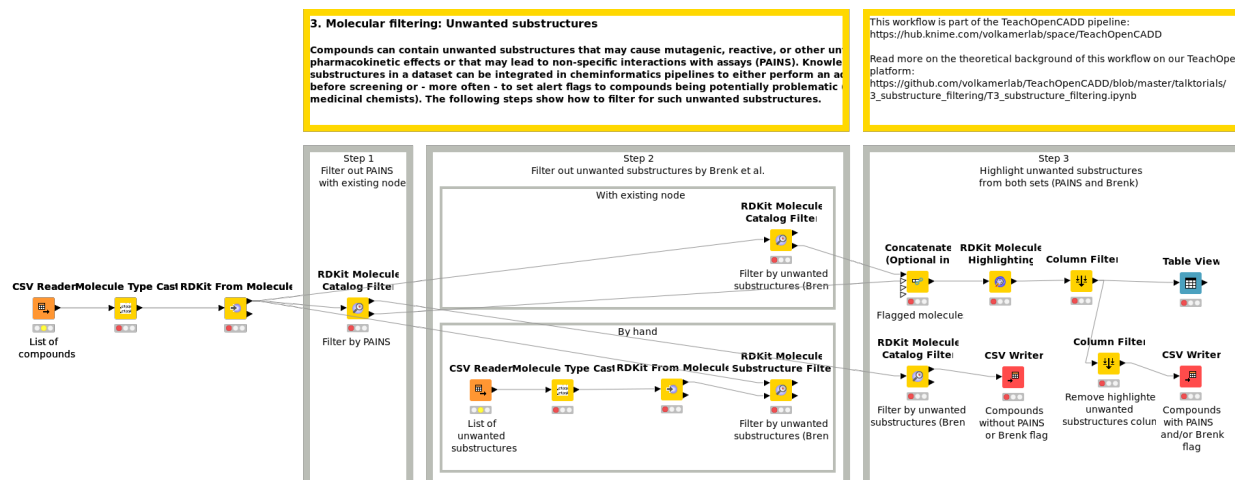 3. Molecular filtering: Unwanted substructures
Compounds can contain unwanted substructures that may cause mutagenic, reactive, or other un
pharmacokinetic effects or that may lead to non-specific interactions with assays (PAINS). Knowle
substructures in a dataset can be integrated in cheminformatics pipelines to either perform an ad
before screening or - more often - to set alert flags to compounds being potentially problematic
medicinal chemists). The following steps show how to filter for such unwanted substructures.
This workflow is part of the TeachOpenCADD pipeline:
https://hub.knime.com/volkamerlab/space/TeachOpenCADD
Read more on the theoretical background of this workflow on our TeachOpe
platform:
https://github.com/volkamerlab/TeachOpenCADD/blob/master/talktorials/
3_substructure_filtering/T3_substructure_filtering.ipynb
CSV Reader
List of
compounds
Molecule Type Cast
RDKit From Molecule
Step 1
Filter out PAINS
with existing node
RDKit Molecule
Catalog Filter
Filter by PAINS
Step 2
Filter out unwanted substructures by Brenk et al.
With existing node
RDKit Molecule
Catalog Filter
Filter by unwanted
substructures (Bren
By hand
CSV Reader
List of
unwanted
substructures
Molecule Type Cast
RDKit From Molecule
RDKit Molecule
Substructure Filte
Filter by unwanted
substructures (Bren
Step 3
Highlight unwanted substructures
from both sets (PAINS and Brenk)
Concatenate
(Optional in
Flagged molecule
RDKit Molecule
Highlighting
Column Filter
Table View
RDKit Molecule
Catalog Filter
Filter by unwanted
substructures (Bren
CSV Writer
Compounds
without PAINS
or Brenk flag
Column Filter
Remove highlighte
unwanted
substructures colun
CSV Writer
Compounds
with PAINS
and/or Brenk
flag